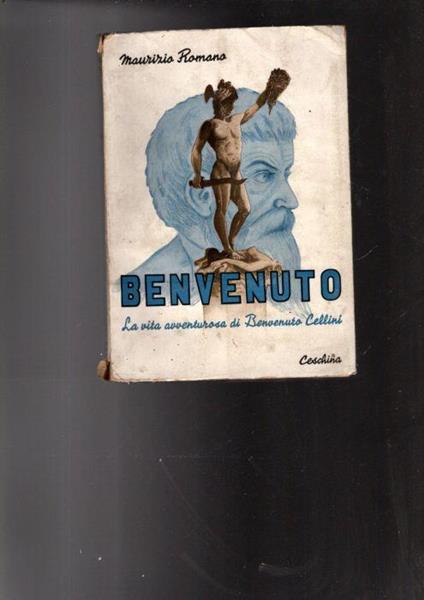 Maurizio Romano
BENVENUTO
La vita avventurosa di Benvenuto Cellini
Ceschina